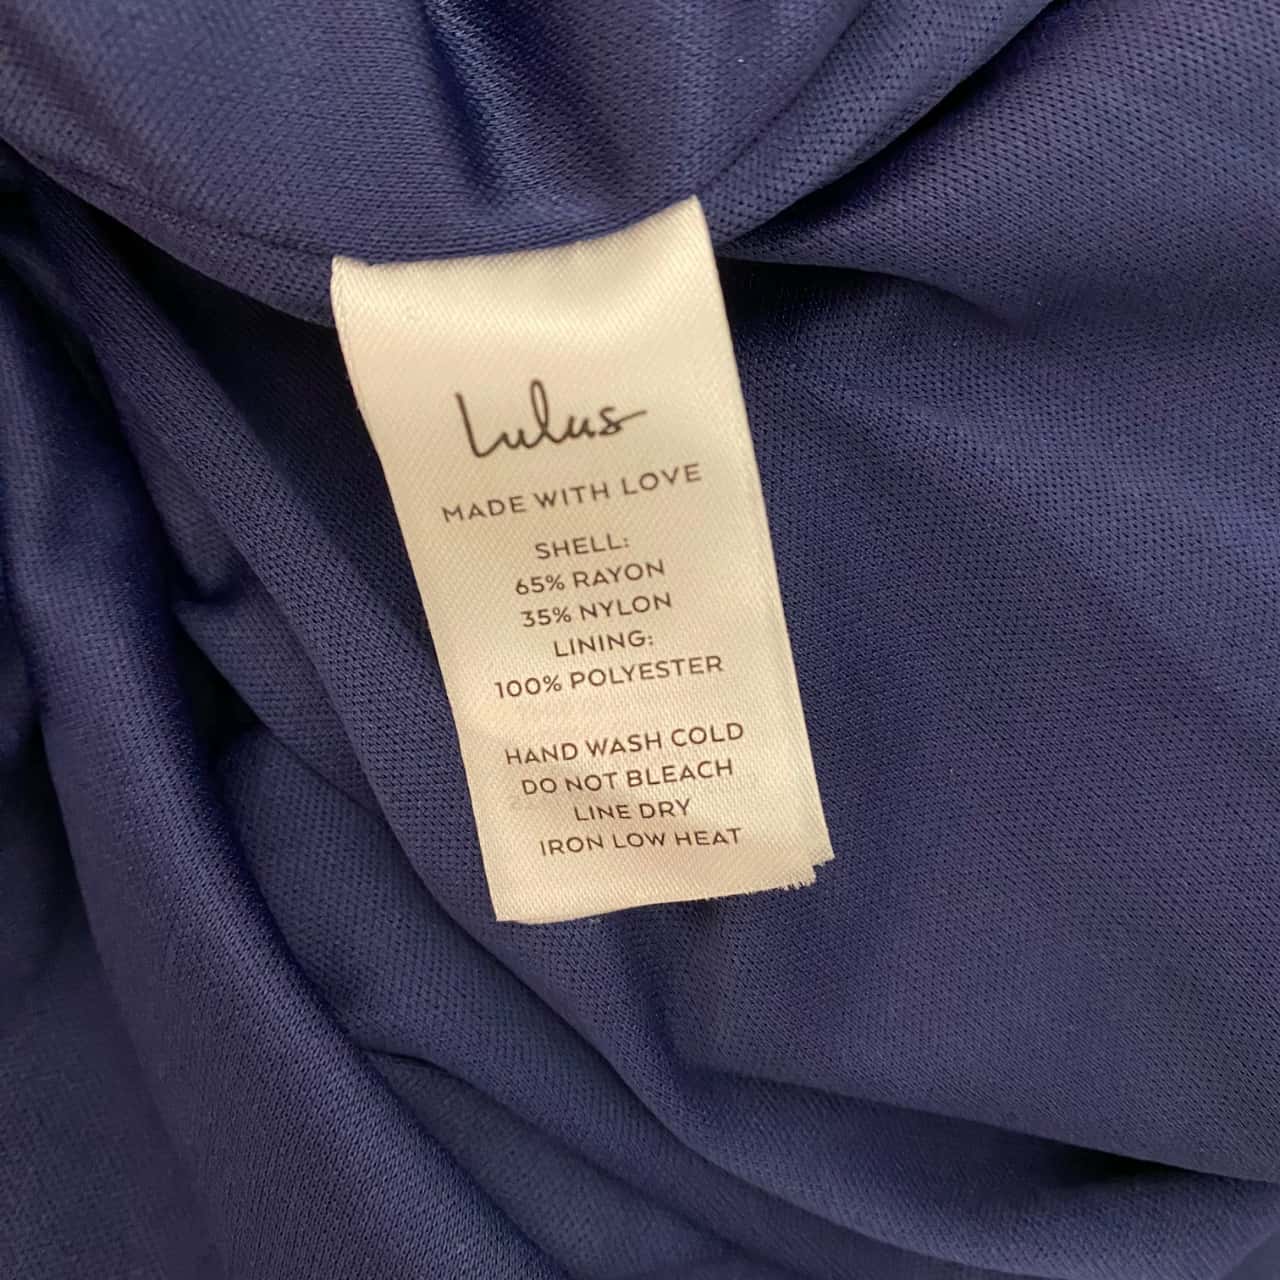 Lulus
MADE WITH LOVE
SHELL:
65% RAYON
35% NYLON
LINING:
100% POLYESTER
HAND WASH COLD
DO NOT BLEACH
LINE DRY
IRON LOW HEAT